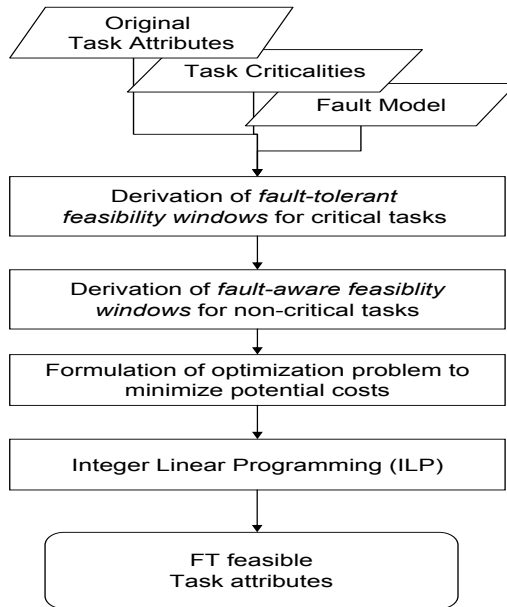 Original
Task Attributes
Task Criticalities
Fault Model
Derivation of fault-tolerant
feasibility windows for critical tasks
Derivation of fault-aware feasiblity
windows for non-critical tasks
Formulation of optimization problem to
minimize potential costs
Integer Linear Programming (ILP)
FT feasible
Task attributes